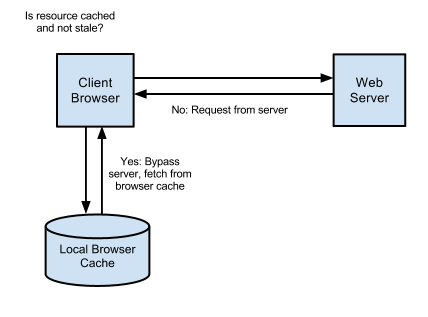 Is resource cached
and not stale?
Client
Browser
Web
Server
No: Request from server
Yes: Bypass
server, fetch from
browser cache
Local Browser
Cache